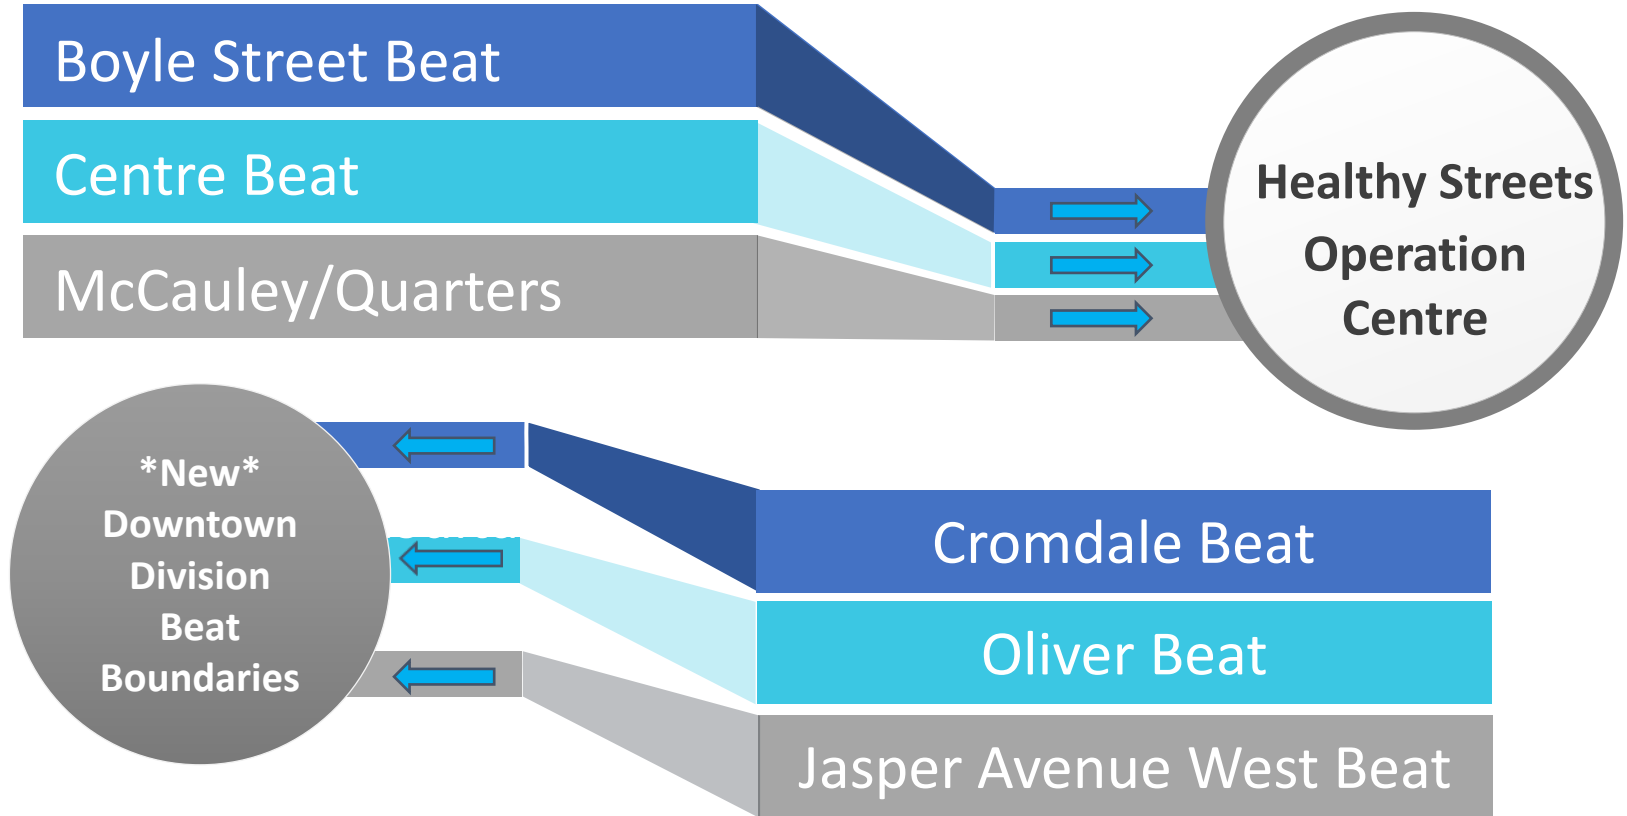 Boyle Street Beat
Centre Beat
McCauley/Quarters
Healthy Streets
Operation
Centre
*New*
Downtown
Division
Beat
Boundaries
Cromdale Beat
Oliver Beat
Jasper Avenue West Beat